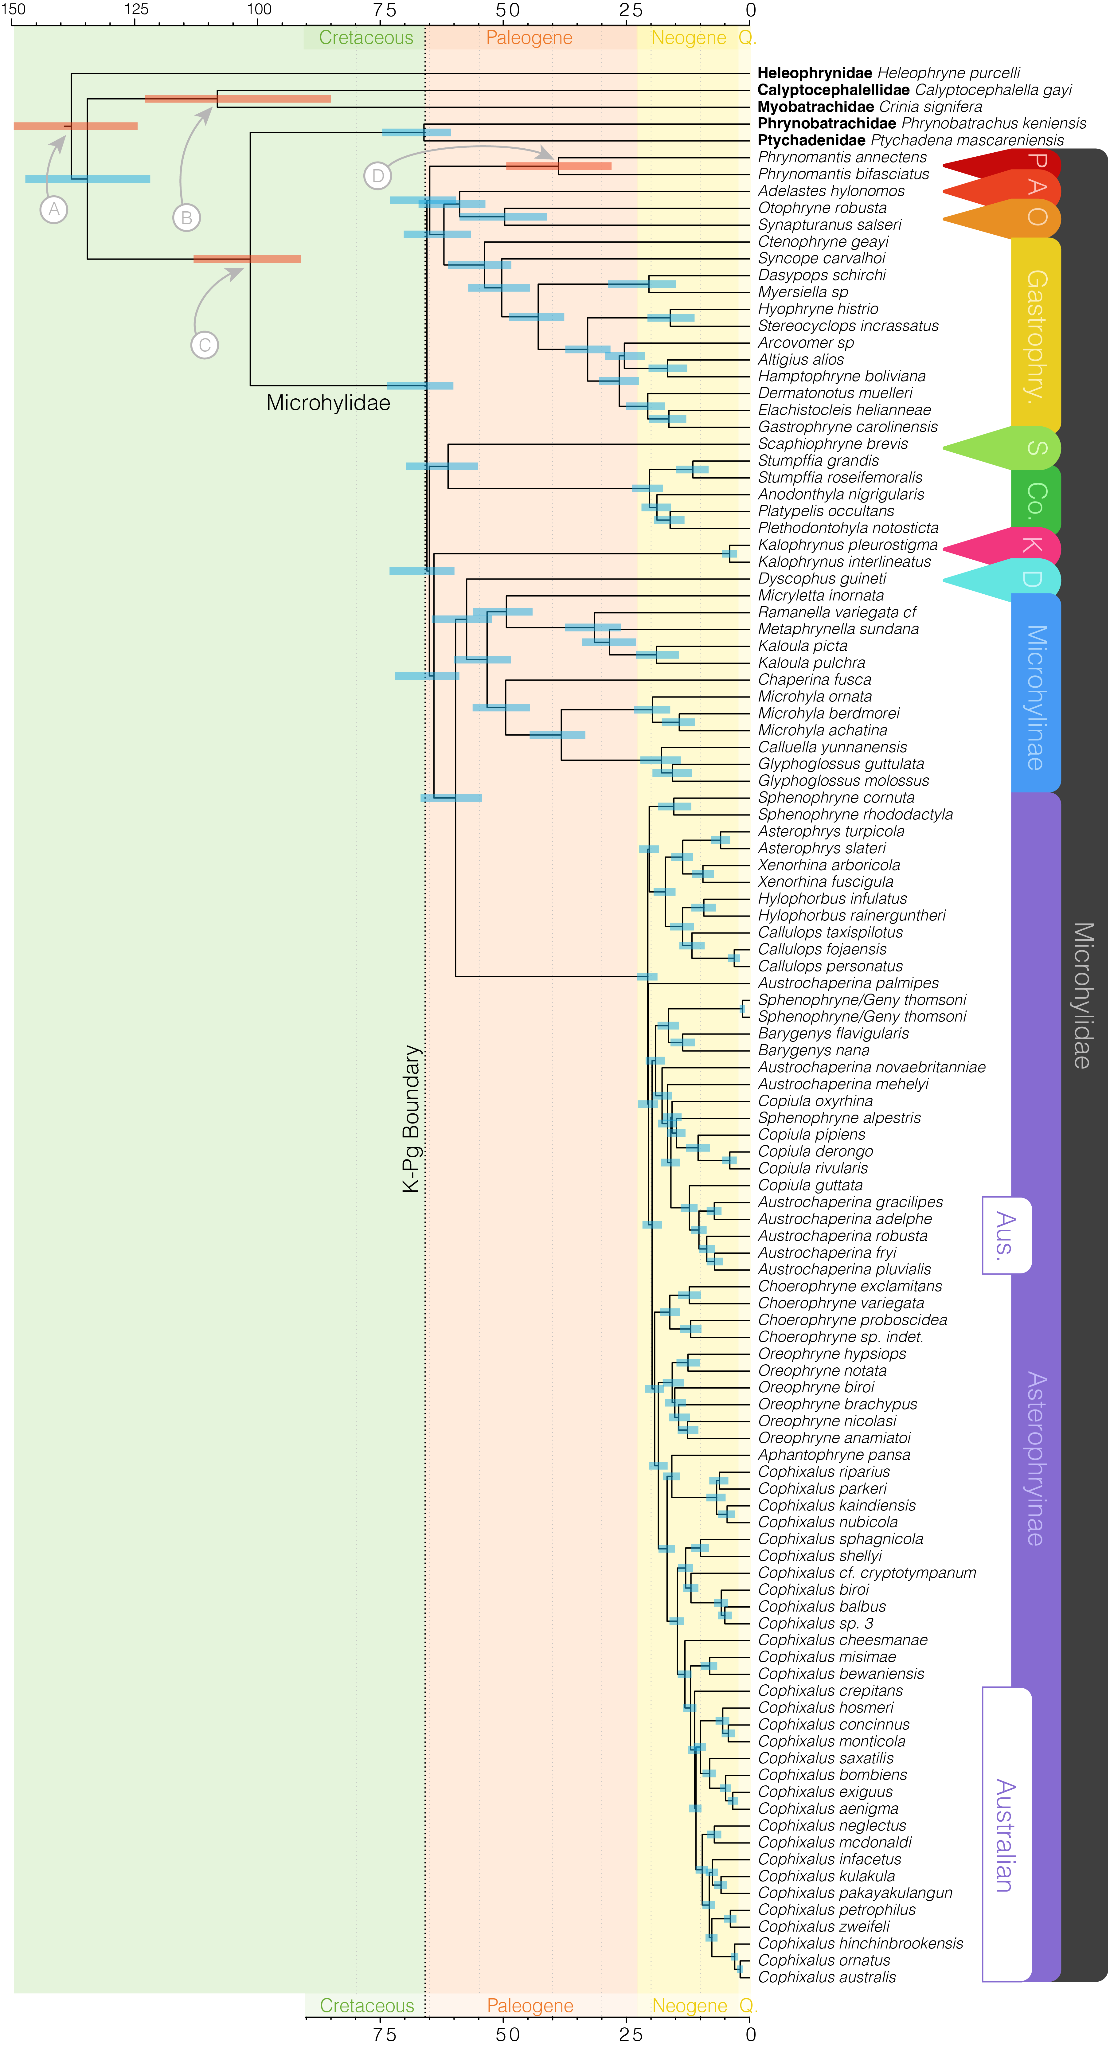 150 125 100 75 50 25 0
Cretaceous Paleogene Neogene Q.
Heleophrynidae Heleophryne purcelli
Calyptocephalellidae Calyptocephalella gayi
Myobatrachidae Crinia signifera
Phrynobatrachidae Phrynobatrachus keniensis
Ptychadenidae Ptychadena mascareniensis
Phrynomantis annectens
Phrynomantis bifasciatus
Adelastes hylonomos
Otophryne robusta
Synapturanus salseri
Ctenophryne geayi
Syncope carvalhoi
Dasypops schirchi
Myersiella sp
Hyophryne histrio
Stereocyclops incrassatus
Arcovomer sp
Altigius alios
Hamptophryne boliviana
Dermatonotus muelleri
Elachistocleis helianneae
Gastrophryne carolinensis
Scaphiophryne brevis
Stumpffia grandis
Stumpffia roseifemoralis
Anodonthyla nigrigularis
Platypelis occultans
Plethodontohyla notosticta
Kalophrynus pleurostigma
Kalophrynus interlineatus
Dyscophus guineti
Micryletta inornata
Ramanella variegata cf
Metaphrynella sundana
Kaloula picta
Kaloula pulchra
Chaperina fusca
Microhyla ornata
Microhyla berdmorei
Microhyla achatina
Calluella yunnanensis
Glyphoglossus guttulata
Glyphoglossus molossus
Sphenophryne cornuta
Sphenophryne rhododactyla
Asterophrys turpicola
Asterophrys slateri
Xenorhina arboricola
Xenorhina fuscigula
Hylophorbus infulatus
Hylophorbus rainerguntheri
Callulops taxispilotus
Callulops fojaensis
Callulops personatus
Austrochaperina palmipes
Sphenophryne/Geny thomsoni
Sphenophryne/Geny thomsoni
Barygenys flavigularis
Barygenys nana
Austrochaperina novaebritanniae
Austrochaperina mehelyi
Copiula oxyrhina
Sphenophryne alpestris
Copiula pipiens
Copiula derongo
Copiula rivularis
Copiula guttata
Austrochaperina gracilipes
Austrochaperina adelphe
Austrochaperina robusta
Austrochaperina fryi
Austrochaperina pluvialis
Choerophryne exclamitans
Choerophryne variegata
Choerophryne proboscidea
Choerophryne sp. indet.
Oreophryne hypsiops
Oreophryne notata
Oreophryne biroi
Oreophryne brachypus
Oreophryne nicolasi
Oreophryne anamiatoi
Aphantophryne pansa
Cophixalus riparius
Cophixalus parkeri
Cophixalus kaindiensis
Cophixalus nubicola
Cophixalus sphagnicola
Cophixalus shellyi
Cophixalus cf. cryptotympanum
Cophixalus biroi
Cophixalus balbus
Cophixalus sp. 3
Cophixalus cheesmanae
Cophixalus misimae
Cophixalus bewaniensis
Cophixalus crepitans
Cophixalus hosmeri
Cophixalus concinnus
Cophixalus monticola
Cophixalus saxatilis
Cophixalus bombiens
Cophixalus exiguus
Cophixalus aenigma
Cophixalus neglectus
Cophixalus mcdonaldi
Cophixalus infacetus
Cophixalus kulakula
Cophixalus pakayakulangun
Cophixalus petrophilus
Cophixalus zweifeli
Cophixalus hinchinbrookensis
Cophixalus ornatus
Cophixalus australis
A
B
C
D
Microhylidae
K-Pg Boundary
P
A
O
Gastrophry.
S
Co.
K
D
Microhylinae
Asterophryinae
Aus.
Australian
Microhylidae
Cretaceous Paleogene Neogene Q.
75 50 25 0